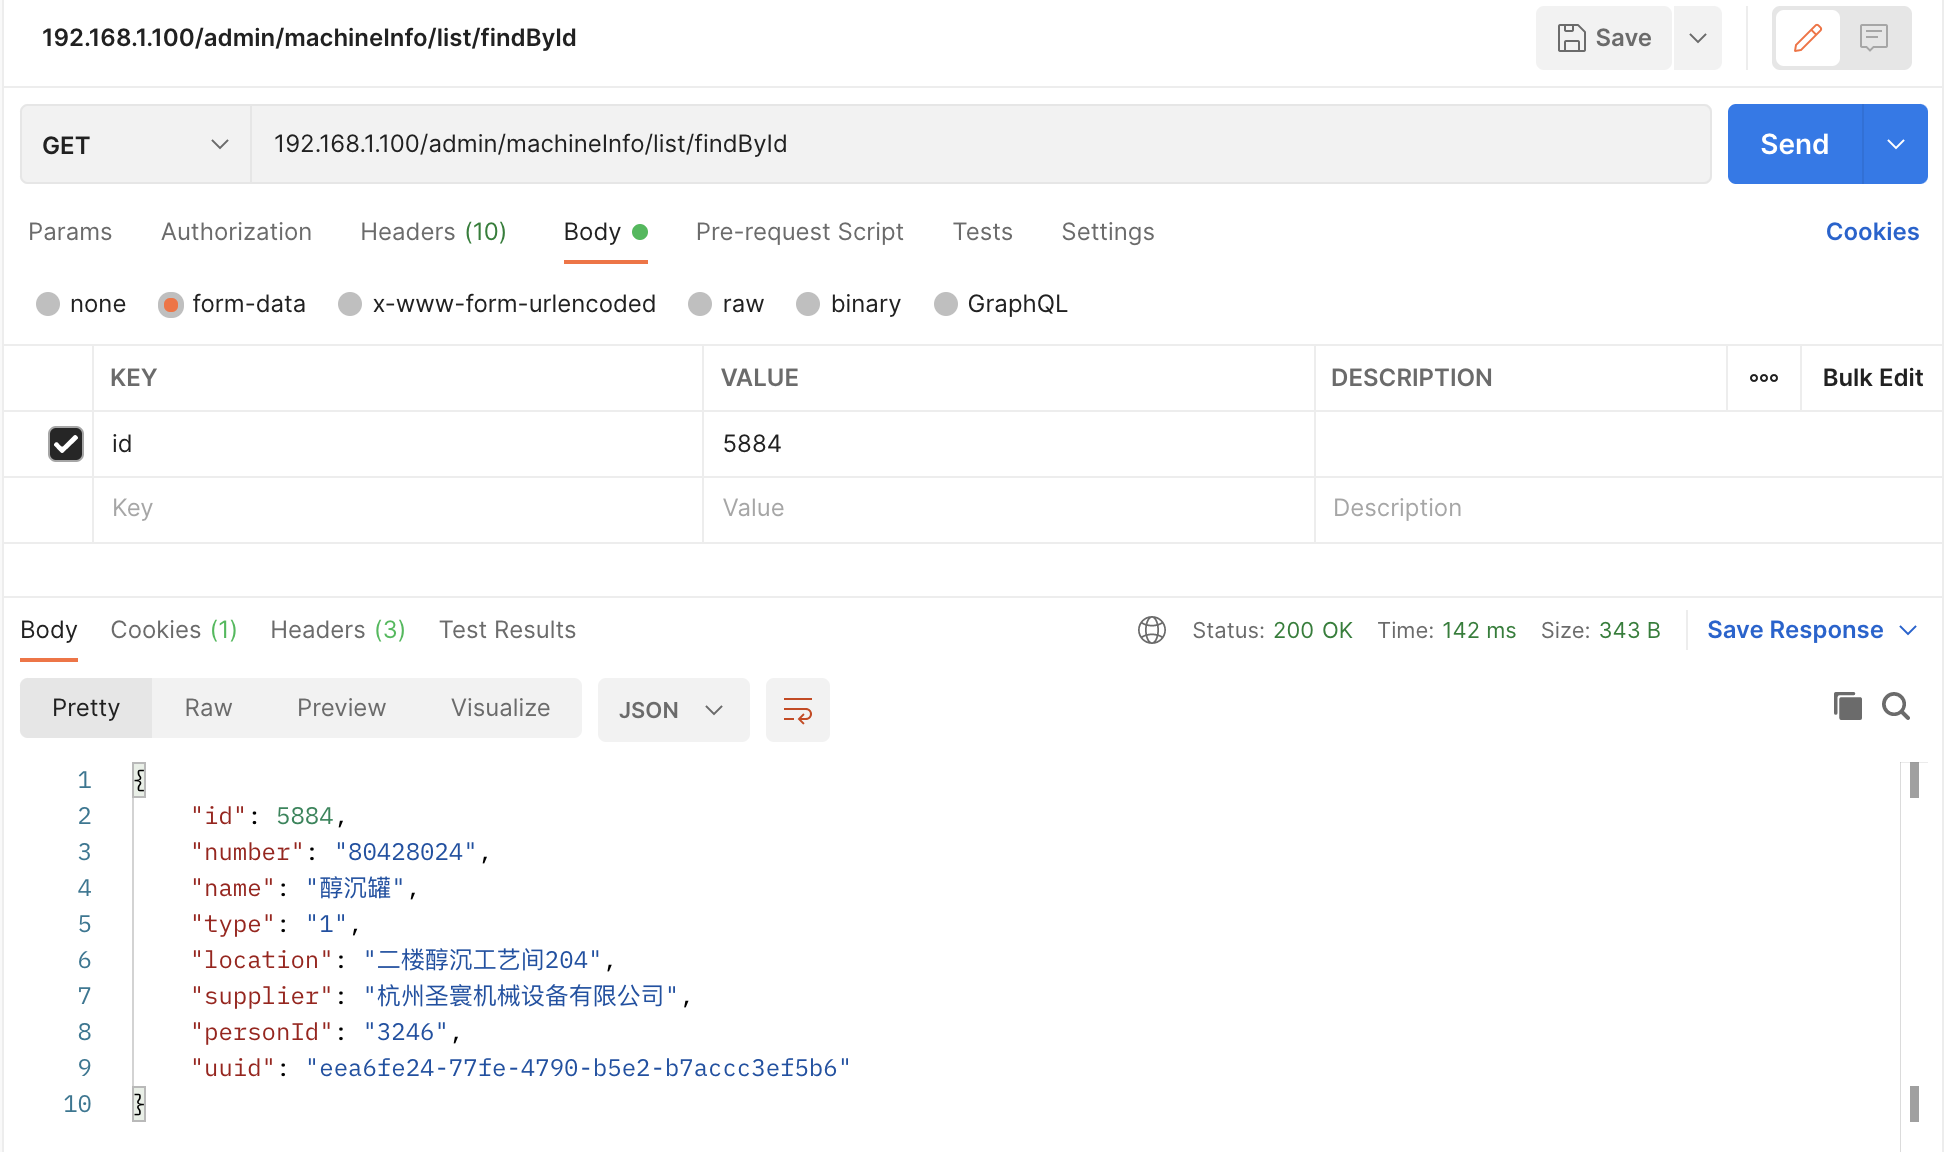 192.168.1.100/admin/machineInfo/list/findById
Save
GET 192.168.1.100/admin/machineInfo/list/findById Send
Params Authorization Headers (10) Body Pre-request Script Tests Settings Cookies
none form-data x-www-form-urlencoded raw binary GraphQL
KEY VALUE DESCRIPTION ooo Bulk Edit
id 5884
Key Value Description
Body Cookies (1) Headers (3) Test Results Status: 200 OK Time: 142 ms Size: 343 B Save Response
Pretty Raw Preview Visualize JSON
1 {
2 "id": 5884,
3 "number": "80428024",
4 "name": "醇沉罐",
5 "type": "1",
6 "location": "二楼醇沉工艺间204",
7 "supplier": "杭州圣寰机械设备有限公司",
8 "personId": "3246",
9 "uuid": "eea6fe24-77fe-4790-b5e2-b7accc3ef5b6"
10 }